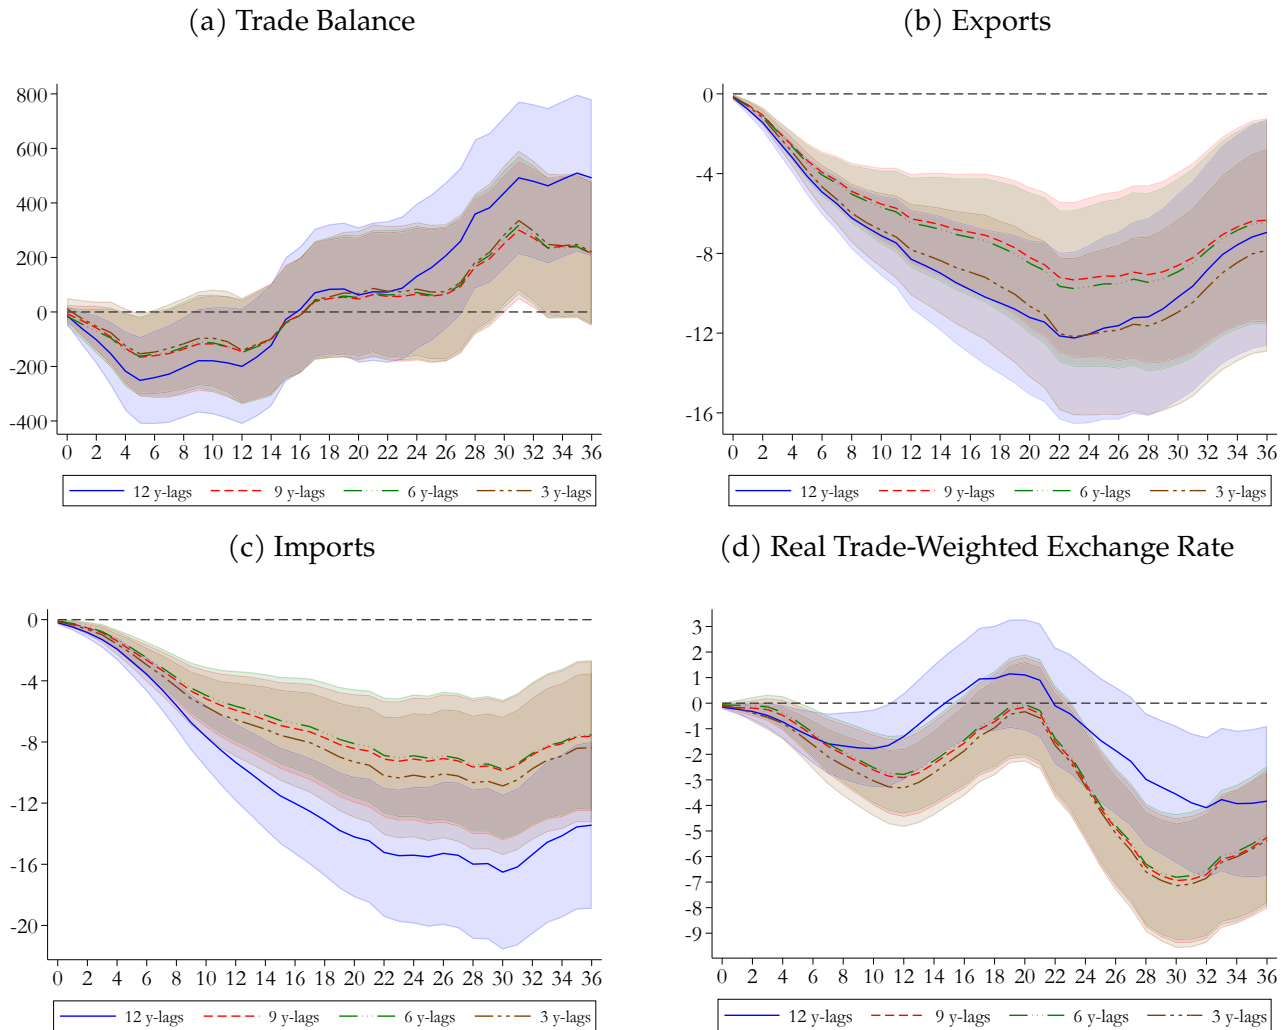 (a) Trade Balance
800
600
400
200
0
-200
-400
0 2 4 6 8 10 12 14 16 18 20 22 24 26 28 30 32 34 36
12 y-lags 9 y-lags 6 y-lags 3 y-lags
(b) Exports
0
-4
-8
-12
-16
0 2 4 6 8 10 12 14 16 18 20 22 24 26 28 30 32 34 36
12 y-lags 9 y-lags 6 y-lags 3 y-lags
(c) Imports
0
-4
-8
-12
-16
-20
0 2 4 6 8 10 12 14 16 18 20 22 24 26 28 30 32 34 36
12 y-lags 9 y-lags 6 y-lags 3 y-lags
(d) Real Trade-Weighted Exchange Rate
3
2
1
0
-1
-2
-3
-4
-5
-6
-7
-8
-9
0 2 4 6 8 10 12 14 16 18 20 22 24 26 28 30 32 34 36
12 y-lags 9 y-lags 6 y-lags 3 y-lags